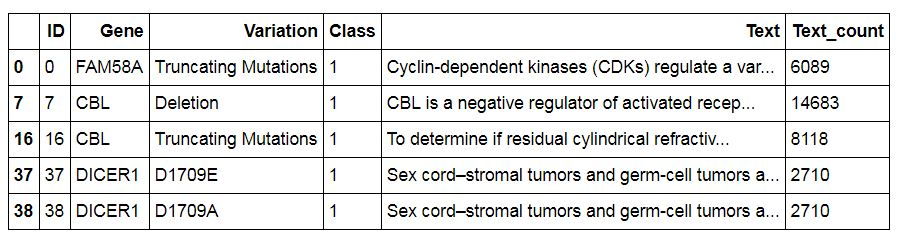 ID Gene Variation Class Text Text_count
0 0 FAM58A Truncating Mutations 1 Cyclin-dependent kinases (CDKs) regulate a var... 6089
7 7 CBL Deletion 1 CBL is a negative regulator of activated recep... 14683
16 16 CBL Truncating Mutations 1 To determine if residual cylindrical refractiv... 8118
37 37 DICER1 D1709E 1 Sex cord–stromal tumors and germ-cell tumors a... 2710
38 38 DICER1 D1709A 1 Sex cord–stromal tumors and germ-cell tumors a... 2710